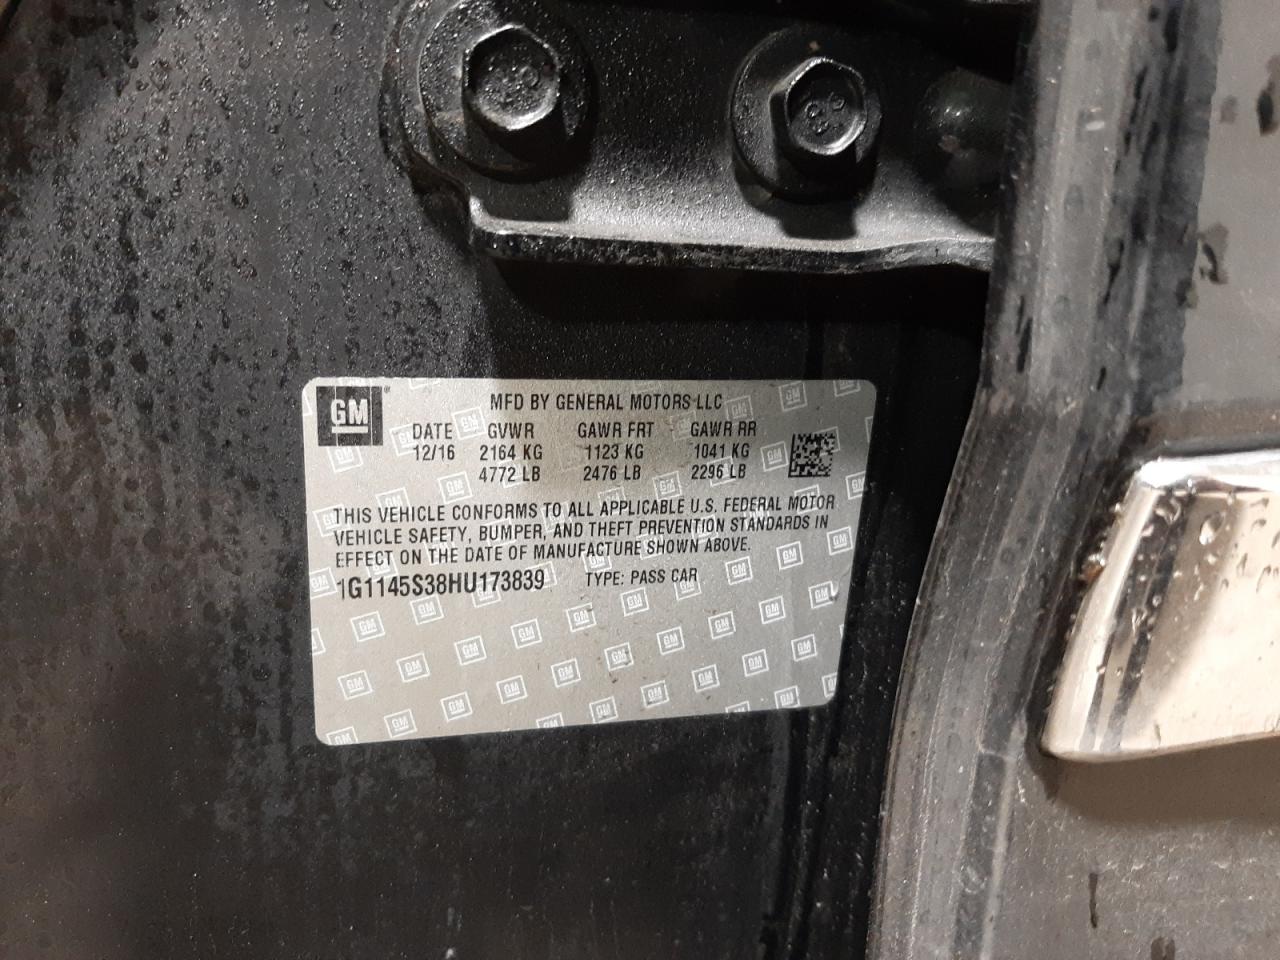 GM
MFD BY GENERAL MOTORS LLC
DATE GVWR GAWR FRT GAWR RR
12/16 2164 KG 1123 KG 1041 KG
4772 LB 2476 LB 2296 LB
THIS VEHICLE CONFORMS TO ALL APPLICABLE U.S. FEDERAL MOTOR
VEHICLE SAFETY, BUMPER, AND THEFT PREVENTION STANDARDS IN
EFFECT ON THE DATE OF MANUFACTURE SHOWN ABOVE.
1G1145S38HU173839 TYPE: PASS CAR